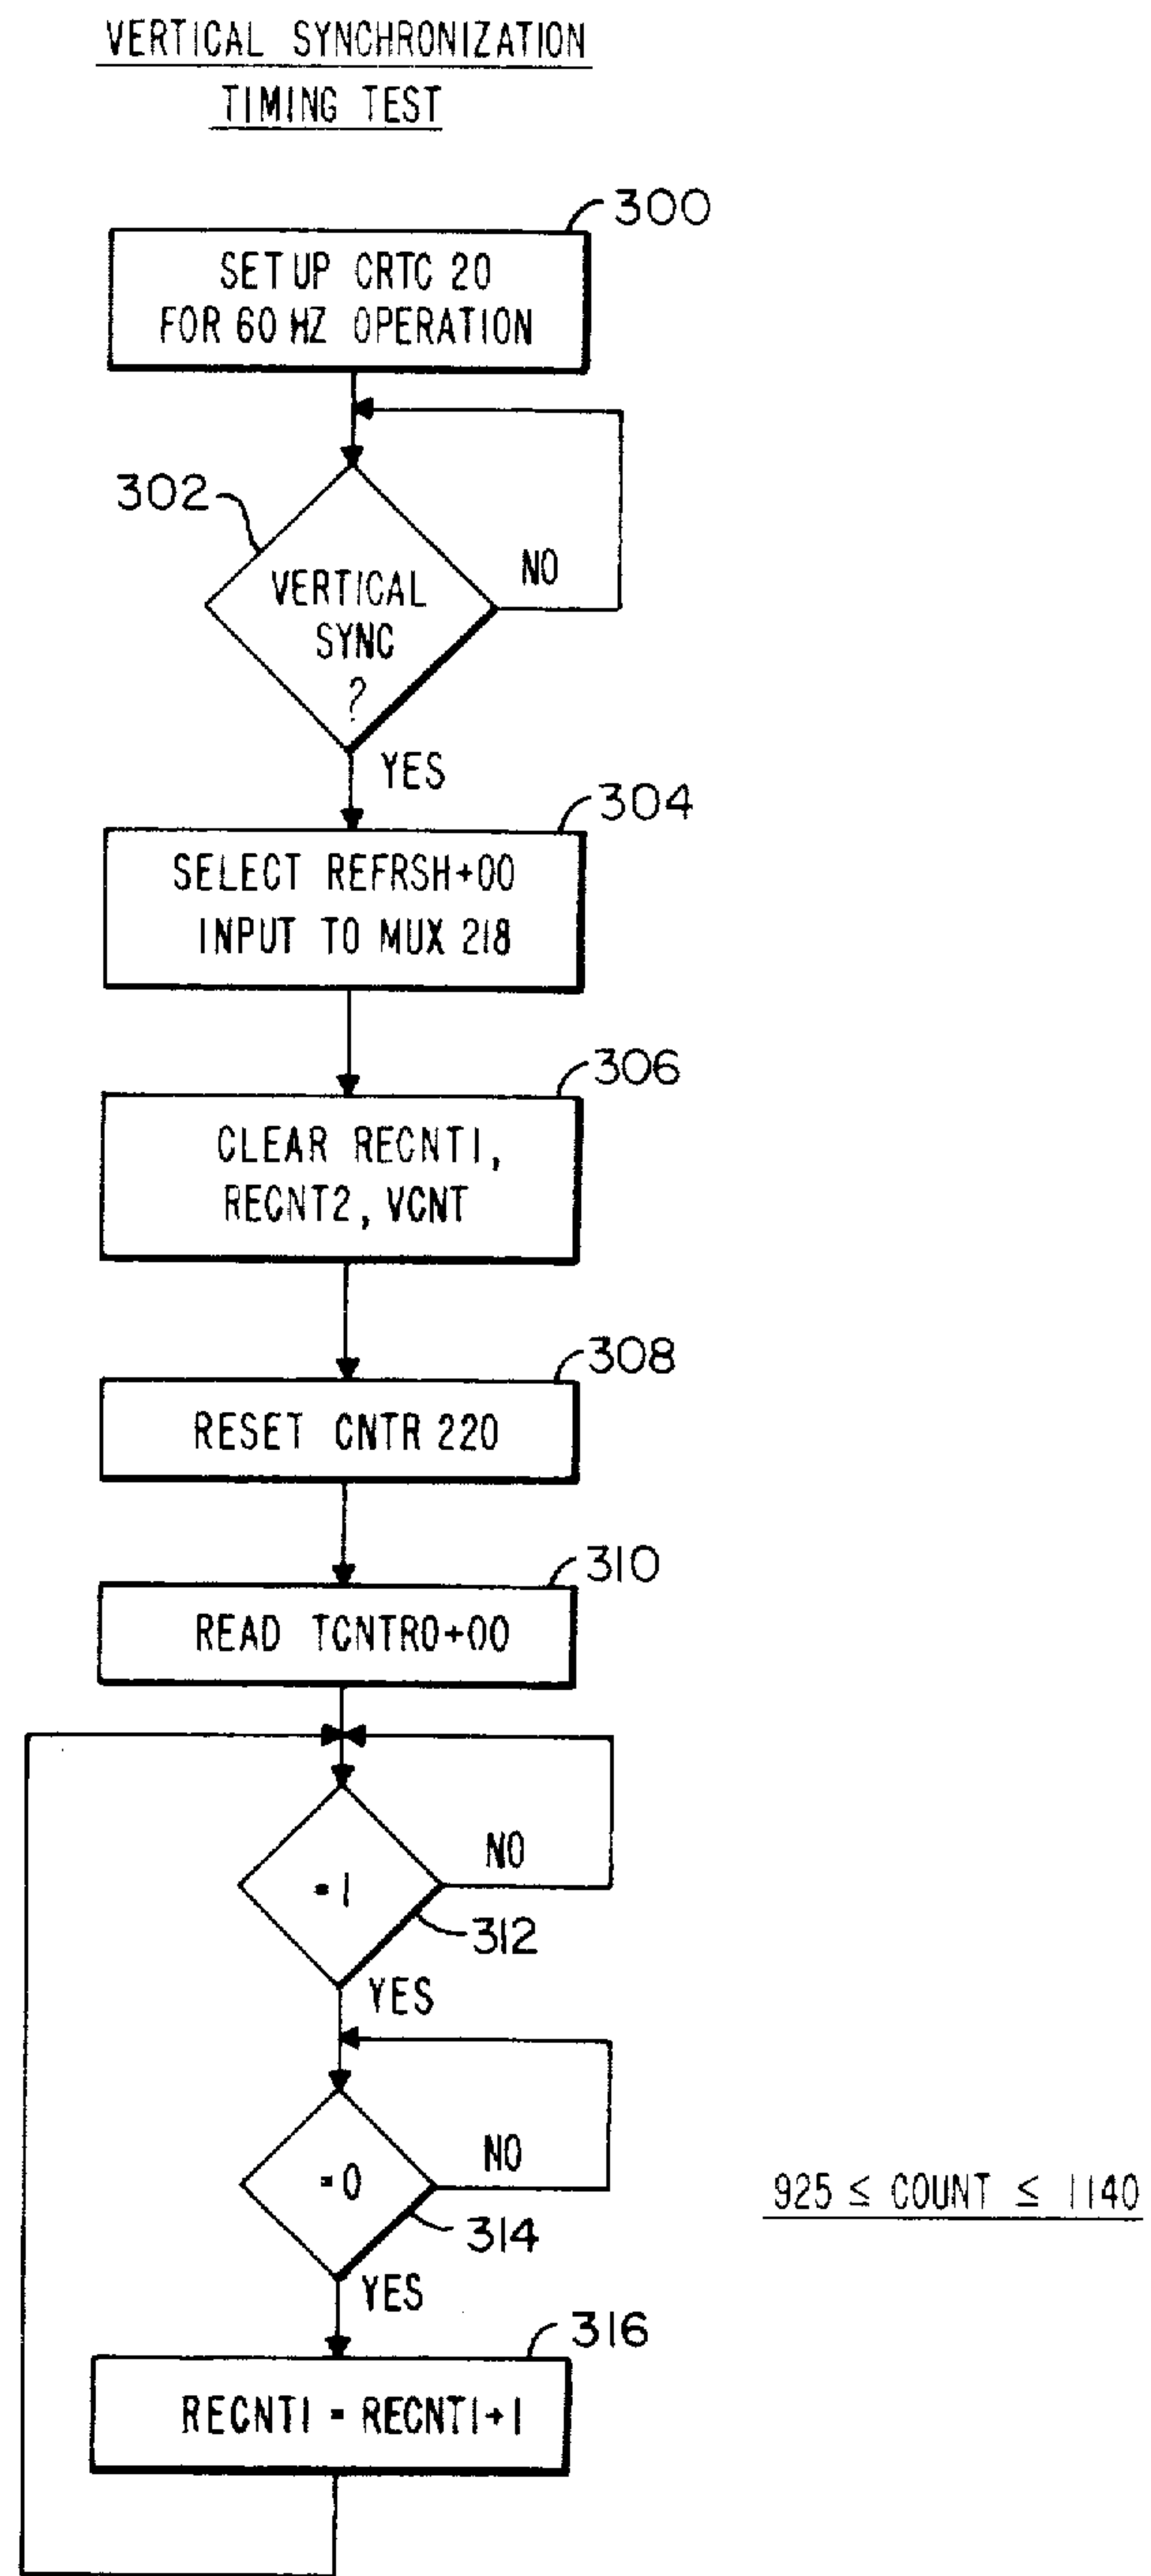 VERTICAL SYNCHRONIZATION
TIMING TEST
300
SET UP CRTC 20
FOR 60 HZ OPERATION
302
NO
VERTICAL
SYNC
?
YES
304
SELECT REFRSH+00
INPUT TO MUX 218
306
CLEAR RECNT1,
RECNT2, VCNT
308
RESET CNTR 220
310
READ TCNTR0+00
NO
=1
312
YES
NO
=0
314
925 ≤ COUNT ≤ 1140
YES
316
RECNT1 = RECNT1+1